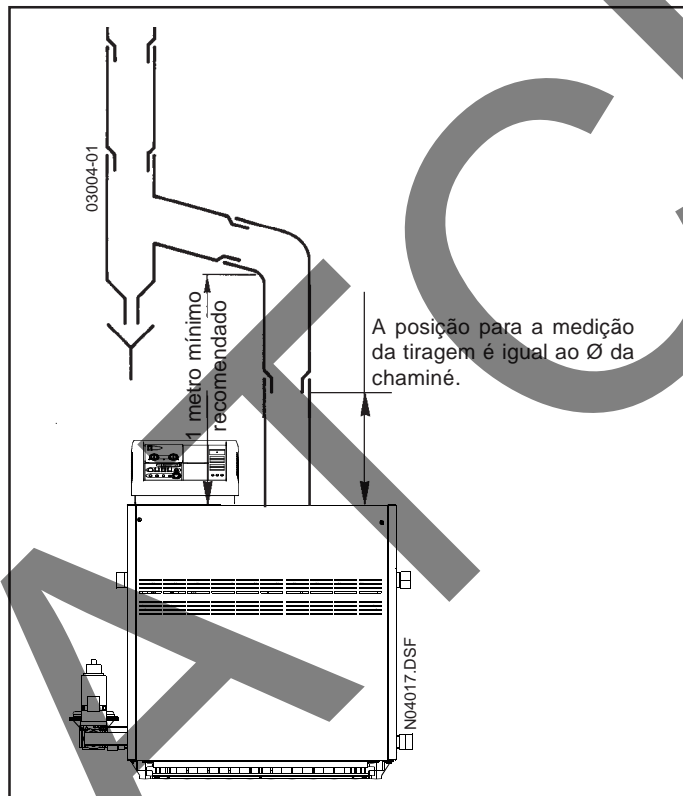 03004-01
1 metro mínimo
recomendado
A posição para a medição
da tiragem é igual ao Ø da
chaminé.
N04017.DSF